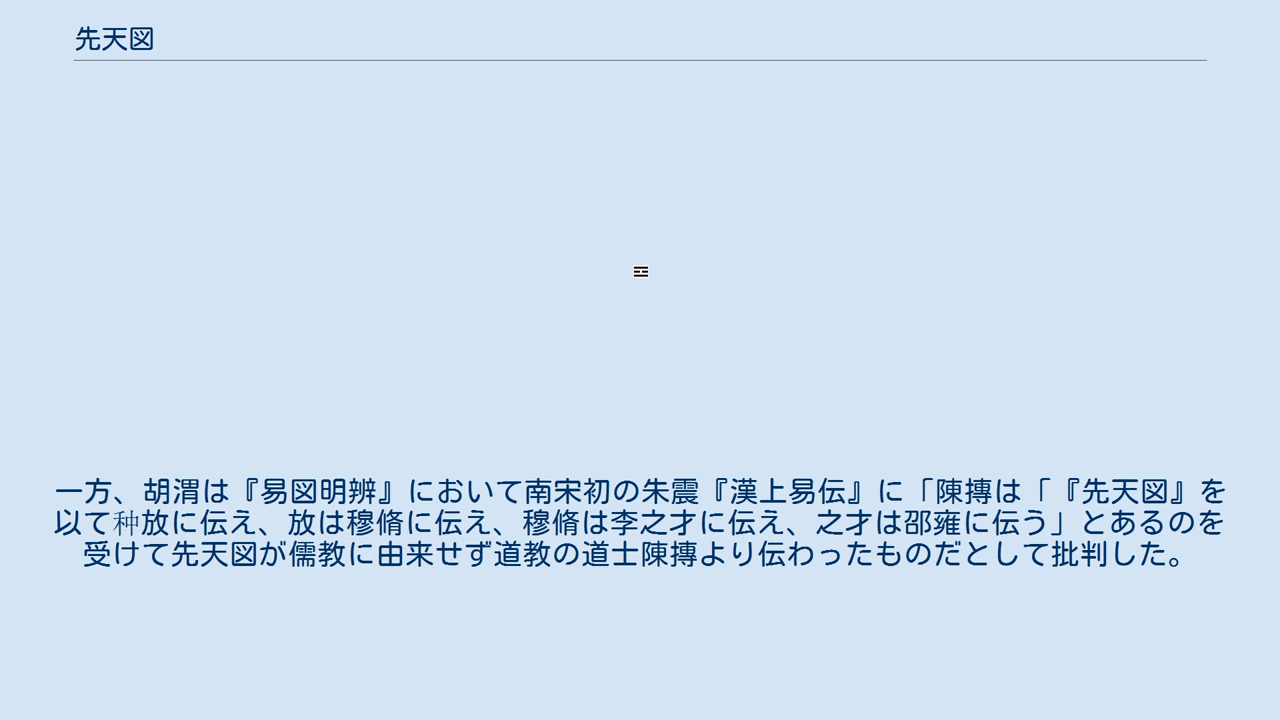 先天図
☲
一方、胡渭は『易図明辨』において南宋初の朱震『漢上易伝』に「陳摶は「『先天図』を
以て种放に伝え、放は穆脩に伝え、穆脩は李之才に伝え、之才は邵雍に伝う」とあるのを
受けて先天図が儒教に由来せず道教の道士陳摶より伝わったものだとして批判した。